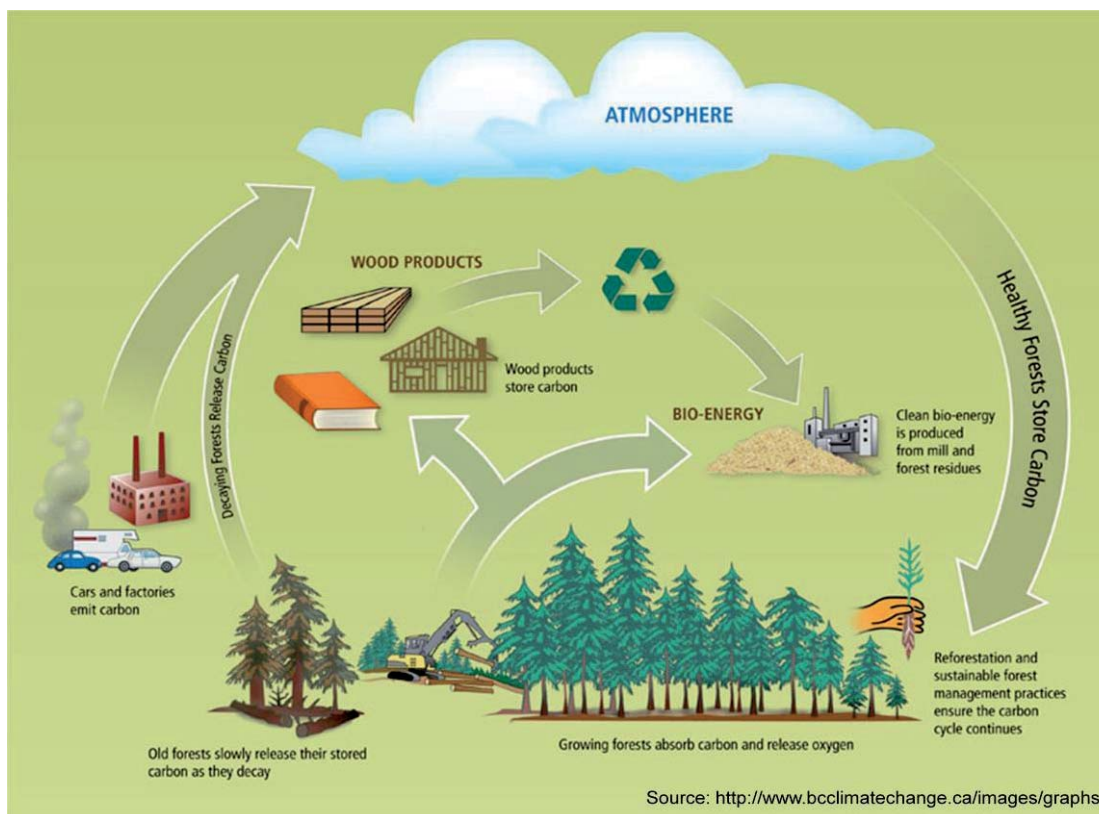 ATMOSPHERE
WOOD PRODUCTS
Wood products
store carbon
BIO-ENERGY
Clean bio-energy
is produced
from mill and
forest residues
Healthy Forests Store Carbon
Decaying Forests Release Carbon
Cars and factories
emit carbon
Old forests slowly release their stored
carbon as they decay
Growing forests absorb carbon and release oxygen
Reforestation and
sustainable forest
management practices
ensure the carbon
cycle continues
Source: http://www.bcclimatechange.ca/images/graphs